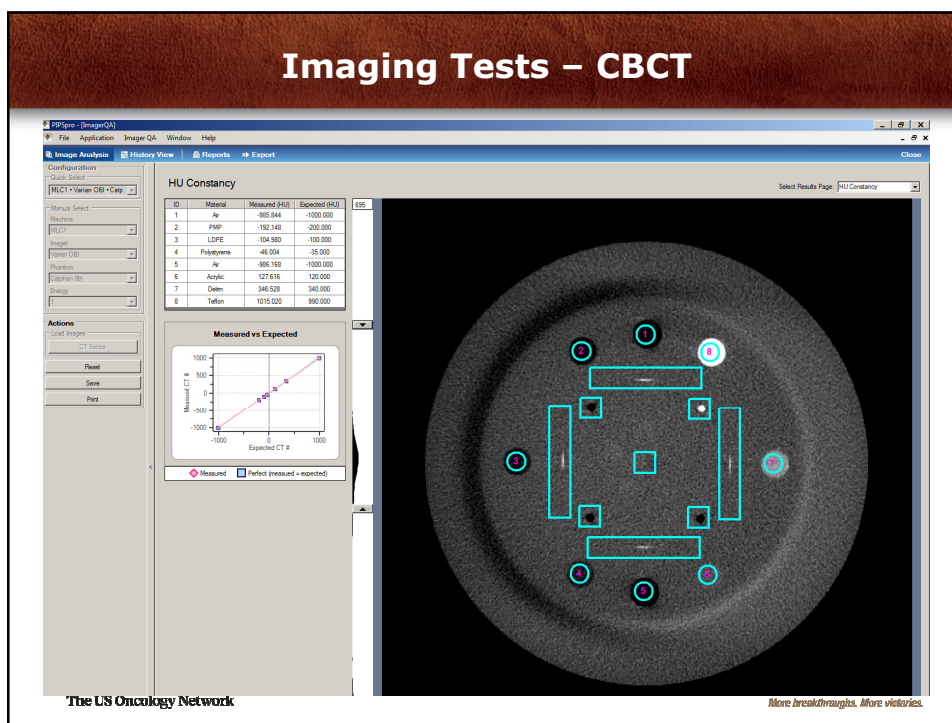 Imaging Tests – CBCT
PIPSpro - [ImagerQA]
File Application Imager QA Window Help
Image Analysis History View Reports Export Close
Configuration
Quick Select
MLC1 • Varian OBI • Catp
Manual Select
Machine
MLC1
Imager
Varian OBI
Phantom
Catphan 8th
Energy
1
Actions
Load Images
CT Series
Reset
Save
Print
HU Constancy
Select Results Page: HU Constancy
ID Material Measured (HU) Expected (HU)
1 Air -985.844 -1000.000
2 PMP -192.148 -200.000
3 LDPE -104.980 -100.000
4 Polystyrene -46.004 -35.000
5 Air -986.168 -1000.000
6 Acrylic 127.616 120.000
7 Delrin 346.528 340.000
8 Teflon 1015.020 990.000
695
Measured vs Expected
Measured CT #
1000
500
0
-500
-1000
-1000 0 1000
Expected CT #
Measured Perfect (measued = expected)
1
2
8
3
7
4
6
5
The US Oncology Network
More breakthroughs. More victories.